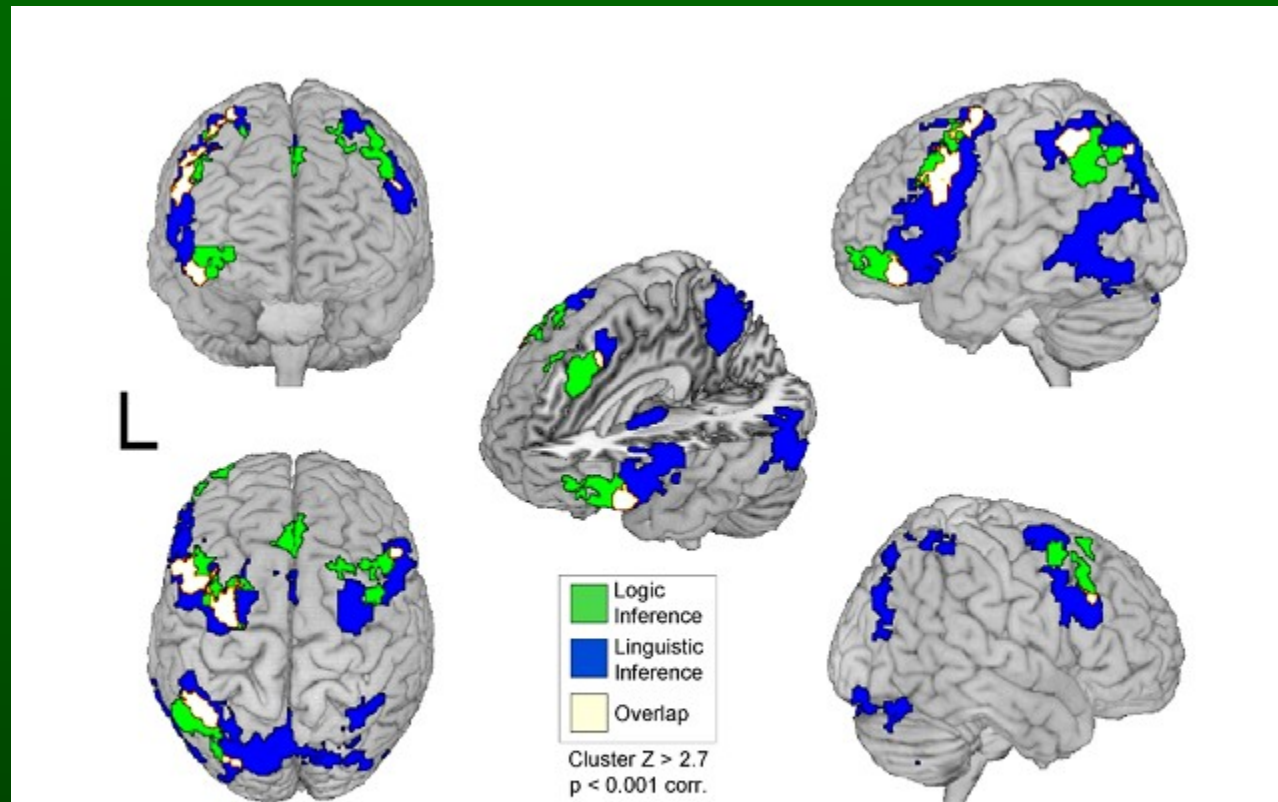 L
Logic
Inference
Linguistic
Inference
Overlap
Cluster Z > 2.7
p < 0.001 corr.